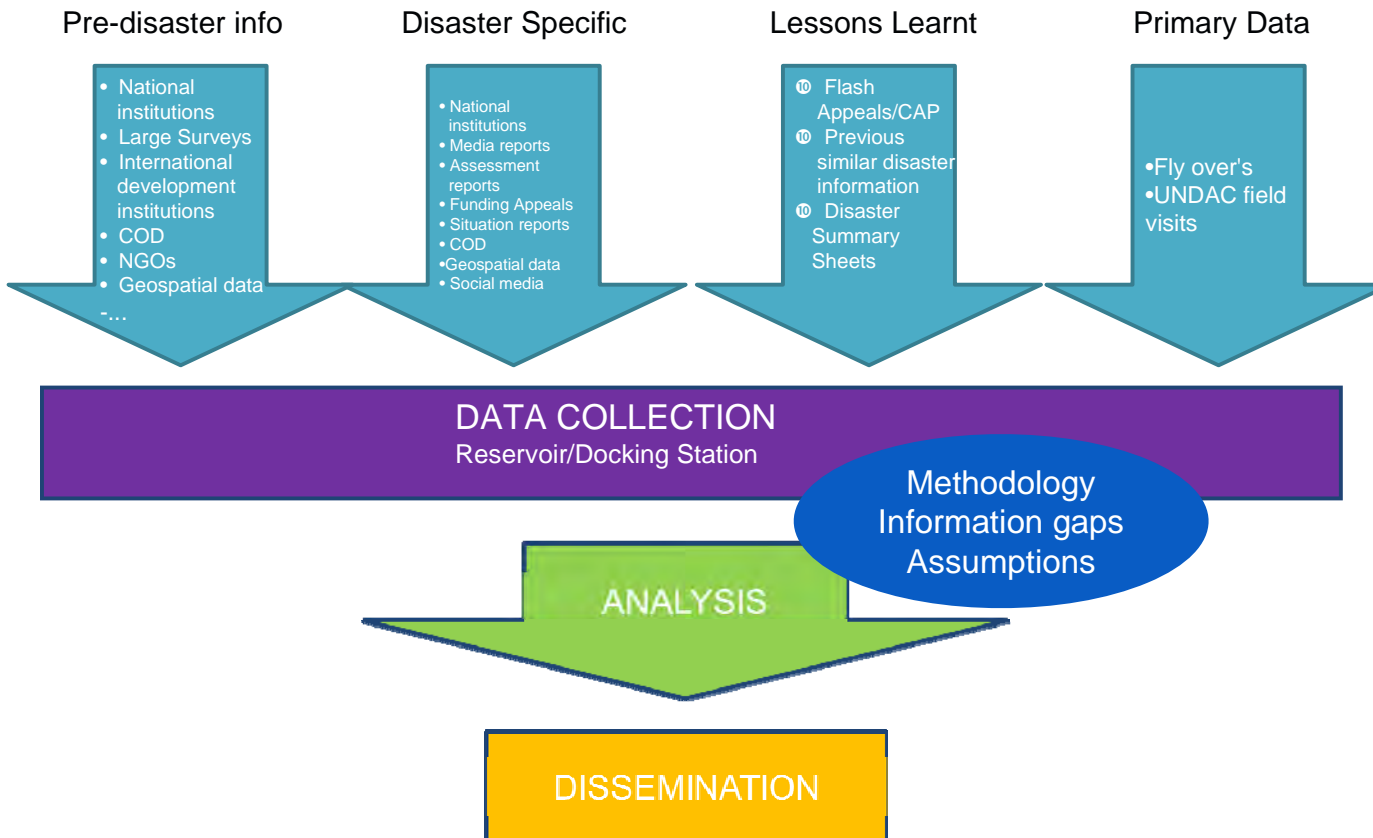 Pre-disaster info
• National
institutions
• Large Surveys
• International
development
institutions
• COD
• NGOs
• Geospatial data
-...
Disaster Specific
• National
institutions
• Media reports
• Assessment
reports
• Funding Appeals
• Situation reports
• COD
•Geospatial data
• Social media
Lessons Learnt
❿ Flash
Appeals/CAP
❿ Previous
similar disaster
information
❿ Disaster
Summary
Sheets
Primary Data
•Fly over's
•UNDAC field
visits
DATA COLLECTION
Reservoir/Docking Station
Methodology
Information gaps
Assumptions
ANALYSIS
DISSEMINATION